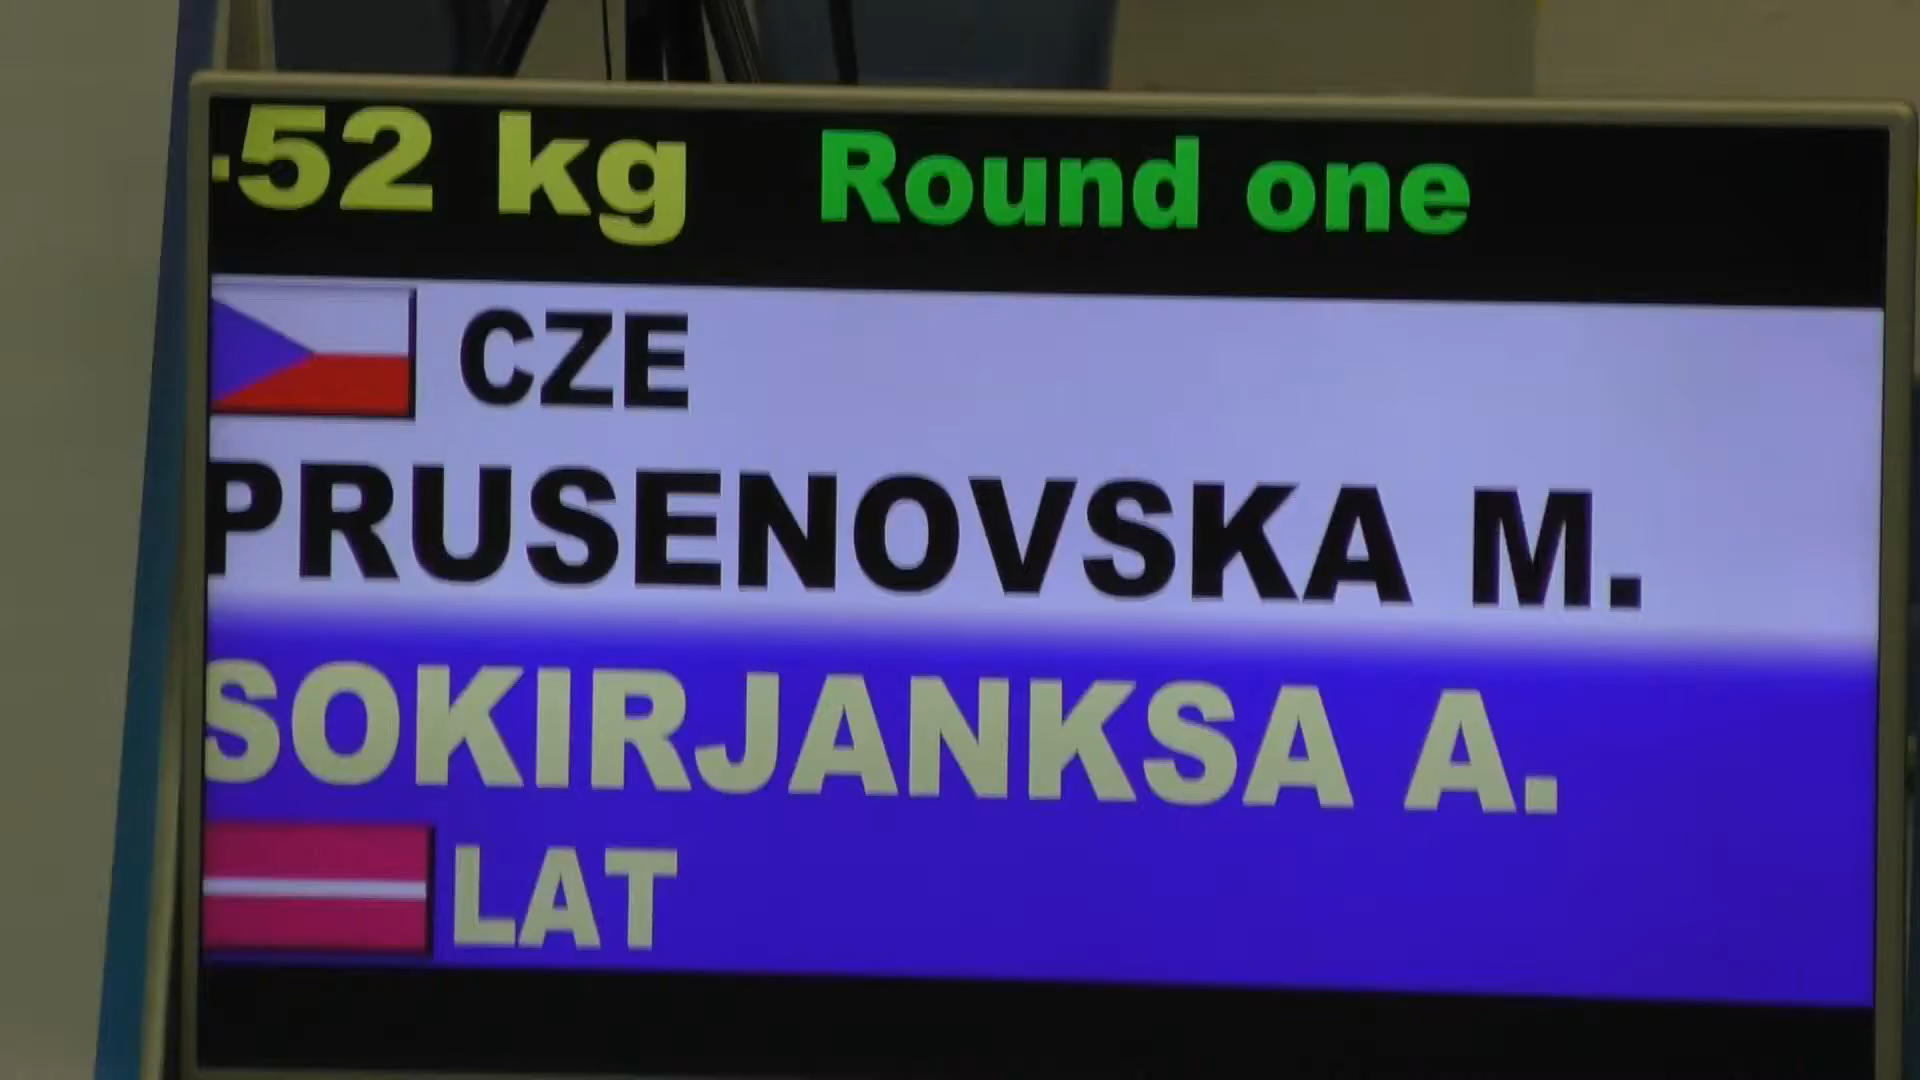 -52 kg Round one
CZE
PRUSENOVSKA M.
SOKIRJANKSA A.
LAT